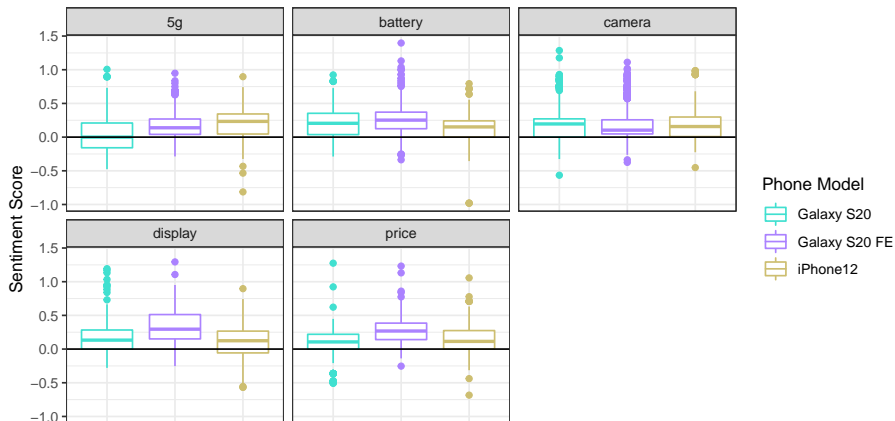 5g battery camera
1.5
1.0
0.5
0.0
−0.5
−1.0
display price
1.5
1.0
0.5
0.0
−0.5
−1.0
Sentiment Score
Phone Model
Galaxy S20
Galaxy S20 FE
iPhone12